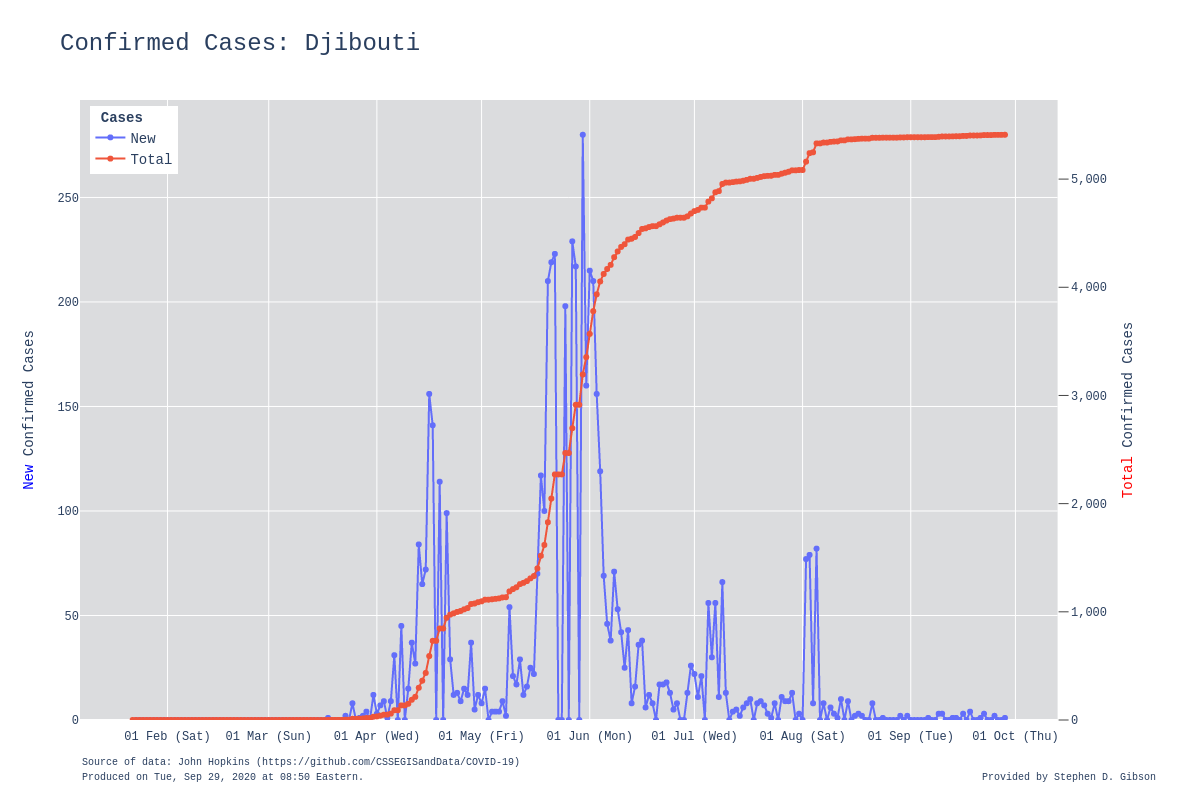 Confirmed Cases: Djibouti
Cases
New
Total
250
200
150
100
50
0
5,000
4,000
3,000
2,000
1,000
0
New Confirmed Cases
Total Confirmed Cases
01 Feb (Sat) 01 Mar (Sun) 01 Apr (Wed) 01 May (Fri) 01 Jun (Mon) 01 Jul (Wed) 01 Aug (Sat) 01 Sep (Tue) 01 Oct (Thu)
Source of data: John Hopkins (https://github.com/CSSEGISandData/COVID-19)
Produced on Tue, Sep 29, 2020 at 08:50 Eastern.
Provided by Stephen D. Gibson